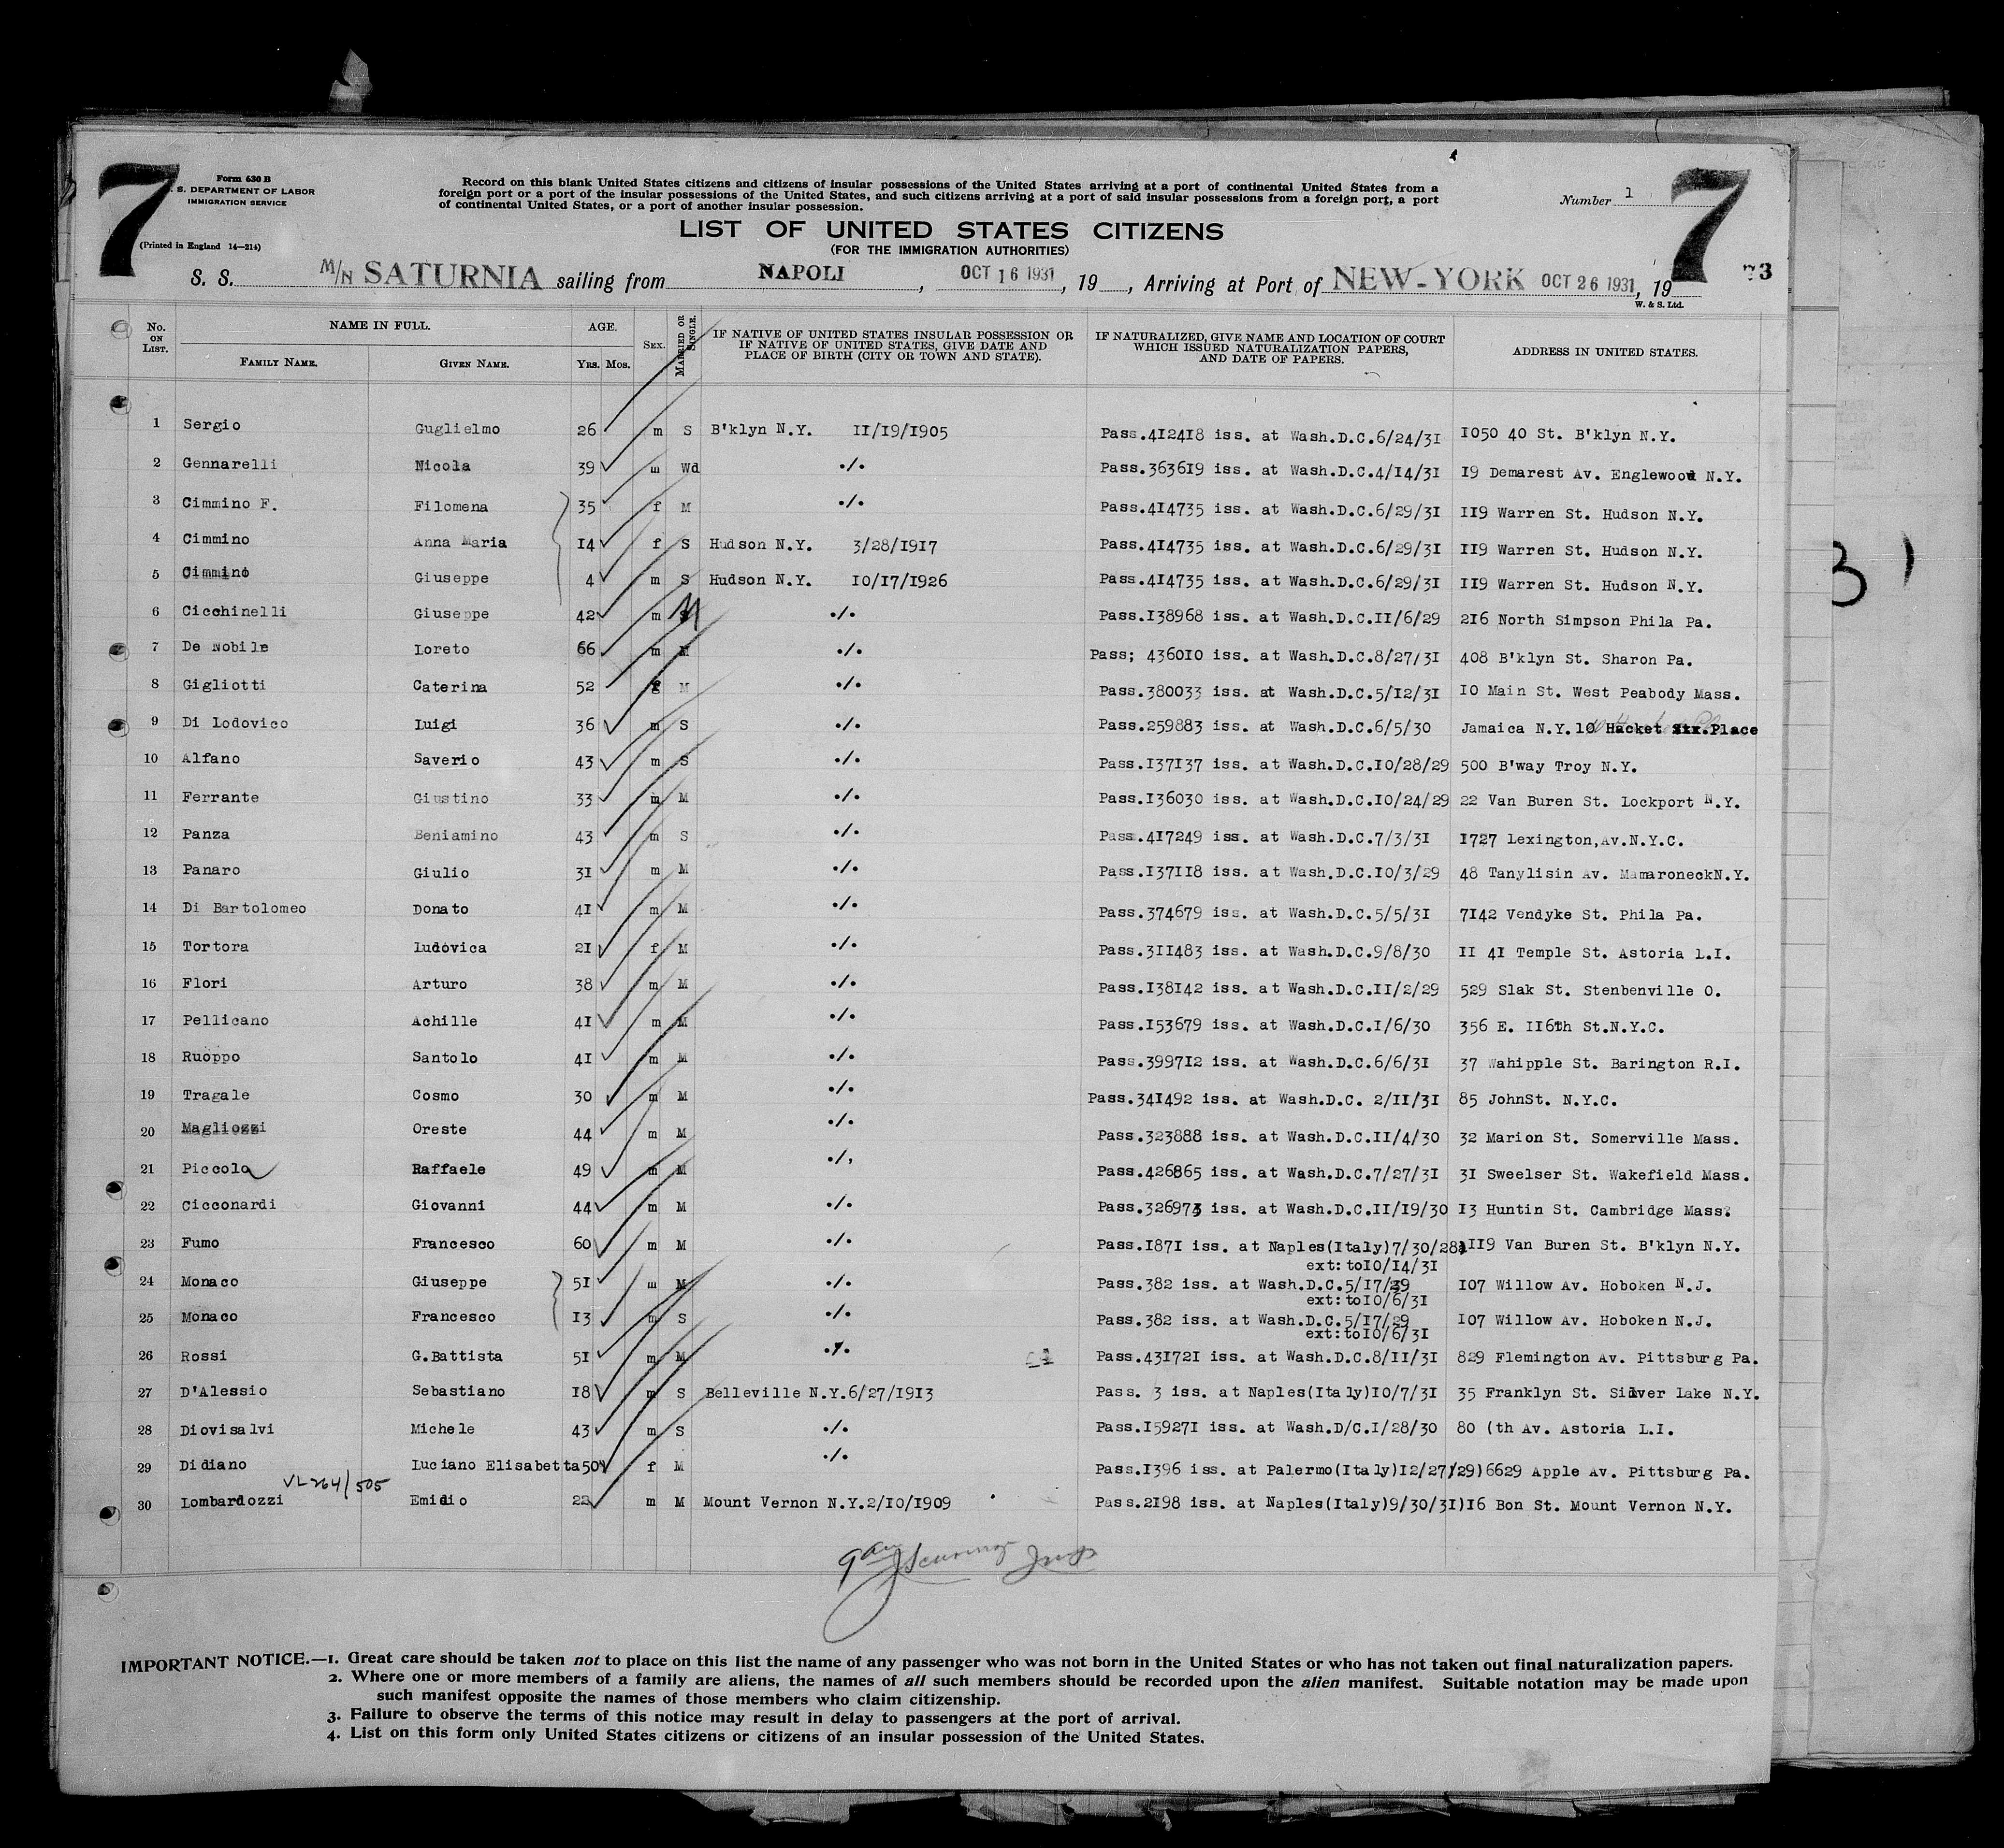 7
Form 630 B
S. DEPARTMENT OF LABOR
IMMIGRATION SERVICE
(Printed in England 14—214)
Record on this blank United States citizens and citizens of insular possessions of the United States arriving at a port of continental United States from a
foreign port or a port of the insular possessions of the United States, and such citizens arriving at a port of said insular possessions from a foreign port, a port
of continental United States, or a port of another insular possession.
Number 1
7
LIST OF UNITED STATES CITIZENS
(FOR THE IMMIGRATION AUTHORITIES)
S. S. M/N SATURNIA sailing from NAPOLI, OCT 16 1931, 19 , Arriving at Port of NEW-YORK OCT 26 1931, 19
73
W. & S. Ltd.
No. ON LIST. NAME IN FULL. FAMILY NAME. GIVEN NAME. AGE. YRS. MOS. SEX. MARRIED OR SINGLE. IF NATIVE OF UNITED STATES INSULAR POSSESSION OR IF NATIVE OF UNITED STATES, GIVE DATE AND PLACE OF BIRTH (CITY OR TOWN AND STATE). IF NATURALIZED, GIVE NAME AND LOCATION OF COURT WHICH ISSUED NATURALIZATION PAPERS, AND DATE OF PAPERS. ADDRESS IN UNITED STATES.
1 Sergio Guglielmo 26 m S B'klyn N.Y. 11/19/1905 Pass.412418 iss. at Wash.D.C.6/24/31 1050 40 St. B'klyn N.Y.
2 Gennarelli Nicola 39 m Wd ./. Pass.363619 iss. at Wash.D.C.4/14/31 19 Demarest Av. Englewood N.Y.
3 Cimmino F. Filomena 35 f M ./. Pass.414735 iss. at Wash.D.C.6/29/31 119 Warren St. Hudson N.Y.
4 Cimmino Anna Maria 14 f S Hudson N.Y. 3/28/1917 Pass.414735 iss. at Wash.D.C.6/29/31 119 Warren St. Hudson N.Y.
5 Cimmino Giuseppe 4 m S Hudson N.Y. 10/17/1926 Pass.414735 iss. at Wash.D.C.6/29/31 119 Warren St. Hudson N.Y.
6 Cicchinelli Giuseppe 42 m M ./. Pass.138968 iss. at Wash.D.C.11/6/29 216 North Simpson Phila Pa.
7 De Nobile Loreto 66 m M ./. Pass; 436010 iss. at Wash.D.C.8/27/31 408 B'klyn St. Sharon Pa.
8 Gigliotti Caterina 52 f M ./. Pass.380033 iss. at Wash.D.C.5/12/31 10 Main St. West Peabody Mass.
9 Di Lodovico Luigi 36 m S ./. Pass.259883 iss. at Wash.D.C.6/5/30 Jamaica N.Y.10 Hacket Place
10 Alfano Saverio 43 m S ./. Pass.137137 iss. at Wash.D.C.10/28/29 500 B'way Troy N.Y.
11 Ferrante Giustino 33 m M ./. Pass.136030 iss. at Wash.D.C.10/24/29 22 Van Buren St. Lockport N.Y.
12 Panza Beniamino 43 m S ./. Pass.417249 iss. at Wash.D.C.7/3/31 1727 Lexington,Av.N.Y.C.
13 Panaro Giulio 31 m M ./. Pass.137118 iss. at Wash.D.C.10/3/29 48 Tanylisin Av. MamaroneckN.Y.
14 Di Bartolomeo Donato 41 m M ./. Pass.374679 iss. at Wash.D.C.5/5/31 7142 Vendyke St. Phila Pa.
15 Tortora Ludovica 21 f M ./. Pass.311483 iss. at Wash.D.C.9/8/30 11 41 Temple St. Astoria L.I.
16 Flori Arturo 38 m M ./. Pass.138142 iss. at Wash.D.C.11/2/29 529 Slak St. Stenbenville O.
17 Pellicano Achille 41 m M ./. Pass.153679 iss. at Wash.D.C.1/6/30 356 E. 116th St.N.Y.C.
18 Ruoppo Santolo 41 m M ./. Pass.399712 iss. at Wash.D.C.6/6/31 37 Wahipple St. Barington R.I.
19 Tragale Cosmo 30 m M ./. Pass.341492 iss. at Wash.D.C. 2/11/31 85 JohnSt. N.Y.C.
20 Magliozzi Oreste 44 m M ./. Pass.323888 iss. at Wash.D.C.11/4/30 32 Marion St. Somerville Mass.
21 Piccolo Raffaele 49 m M ./, Pass.426865 iss. at Wash.D.C.7/27/31 31 Sweelser St. Wakefield Mass.
22 Cicconardi Giovanni 44 m M ./. Pass.326973 iss. at Wash.D.C.11/19/30 13 Huntin St. Cambridge Mass.
23 Fumo Francesco 60 m M ./. Pass.1871 iss. at Naples(Italy)7/30/28 119 Van Buren St. B'klyn N.Y.
ext:to10/14/31
24 Monaco Giuseppe 51 m M ./. Pass.382 iss. at Wash.D.C.5/17/29 107 Willow Av. Hoboken N.J.
ext:to10/6/31
25 Monaco Francesco 13 m S ./. Pass.382 iss. at Wash.D.C.5/17/29 107 Willow Av. Hoboken N.J.
ext:to10/6/31
26 Rossi G.Battista 51 m M ./. Pass.431721 iss. at Wash.D.C.8/11/31 829 Flemington Av. Pittsburg Pa.
27 D'Alessio Sebastiano 18 m S Belleville N.Y.6/27/1913 Pass. 3 iss. at Naples(Italy)10/7/31 35 Franklyn St. Silver Lake N.Y.
28 Diovisalvi Michele 43 m S ./. Pass.159271 iss. at Wash.D/C.1/28/30 80 (th Av. Astoria L.I.
29 Didiano Luciano Elisabetta 50 f M ./. Pass.1396 iss. at Palermo(Italy)12/27/29) 6629 Apple Av. Pittsburg Pa.
VL 264/505
30 Lombardozzi Emidio 22 m M Mount Vernon N.Y.2/10/1909 Pass.2198 iss. at Naples(Italy)9/30/31) 16 Bon St. Mount Vernon N.Y.
IMPORTANT NOTICE.—1. Great care should be taken not to place on this list the name of any passenger who was not born in the United States or who has not taken out final naturalization papers.
2. Where one or more members of a family are aliens, the names of all such members should be recorded upon the alien manifest. Suitable notation may be made upon
such manifest opposite the names of those members who claim citizenship.
3. Failure to observe the terms of this notice may result in delay to passengers at the port of arrival.
4. List on this form only United States citizens or citizens of an insular possession of the United States.